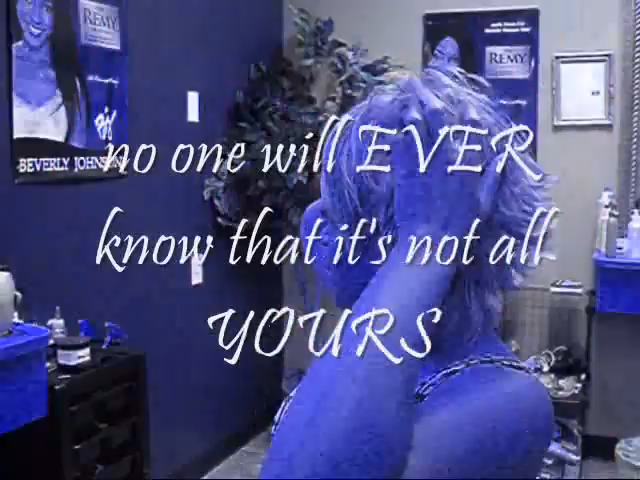 REMY
REMY
BEVERLY JOHNSON
no one will EVER
know that it's not all
YOURS